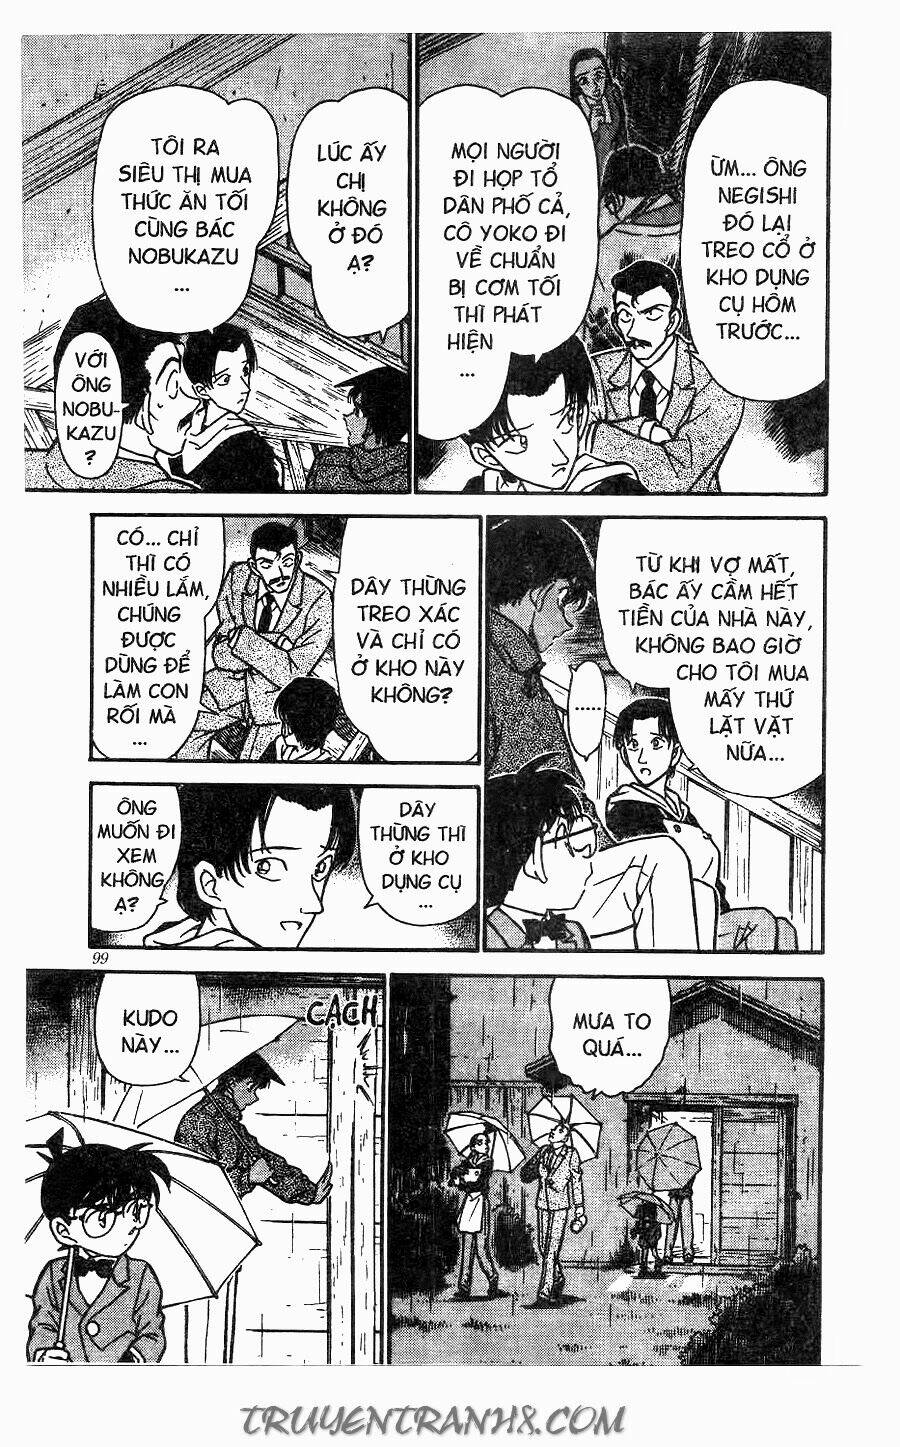 ỪM... ÔNG
NEGISHI
ĐÓ LẠI
TREO CỔ Ở
KHO DỤNG
CỤ HÔM
TRƯỚC...
MỌI NGƯỜI
ĐI HỌP TỔ
DÂN PHỐ CẢ,
CÔ YOKO ĐI
VỀ CHUẨN
BỊ CƠM TỐI
THÌ PHÁT
HIỆN
...
LÚC ẤY
CHỊ
KHÔNG
Ở ĐÓ
Ạ?
TÔI RA
SIÊU THỊ MUA
THỨC ĂN TỐI
CÙNG BÁC
NOBUKAZU
...
VỚI
ÔNG
NOBU-
KAZU
?
TỪ KHI VỢ MẤT,
BÁC ẤY CẦM HẾT
TIỀN CỦA NHÀ NÀY,
KHÔNG BAO GIỜ
CHO TÔI MUA
MẤY THỨ
LẶT VẶT
NỮA...
......
DÂY THỪNG
TREO XÁC
VÀ CHỈ CÓ
Ở KHO NÀY
KHÔNG?
CÓ... CHỈ
THÌ CÓ
NHIỀU LẮM,
CHÚNG
ĐƯỢC
DÙNG ĐỂ
LÀM CON
RỐI MÀ
...
DÂY
THỪNG THÌ
Ở KHO
DỤNG CỤ
...
ÔNG
MUỐN ĐI
XEM
KHÔNG
Ạ?
99
MƯA TO
QUÁ...
CẠCH
KUDO
NÀY...
TRUYENTRANH8.COM